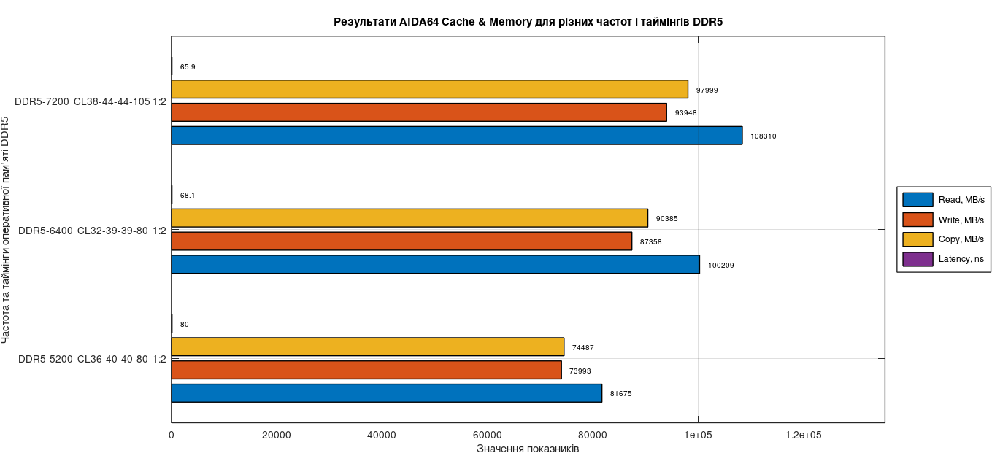 Результати AIDA64 Cache & Memory для різних частот і таймінгів DDR5
65.9
97999
DDR5-7200 CL38-44-44-105 1:2
93948
108310
68.1
90385
DDR5-6400 CL32-39-39-80 1:2
87358
100209
80
74487
DDR5-5200 CL36-40-40-80 1:2
73993
81675
Частота та таймінги оперативної пам'яті DDR5
0 20000 40000 60000 80000 1e+05 1.2e+05
Значення показників
Read, MB/s
Write, MB/s
Copy, MB/s
Latency, ns